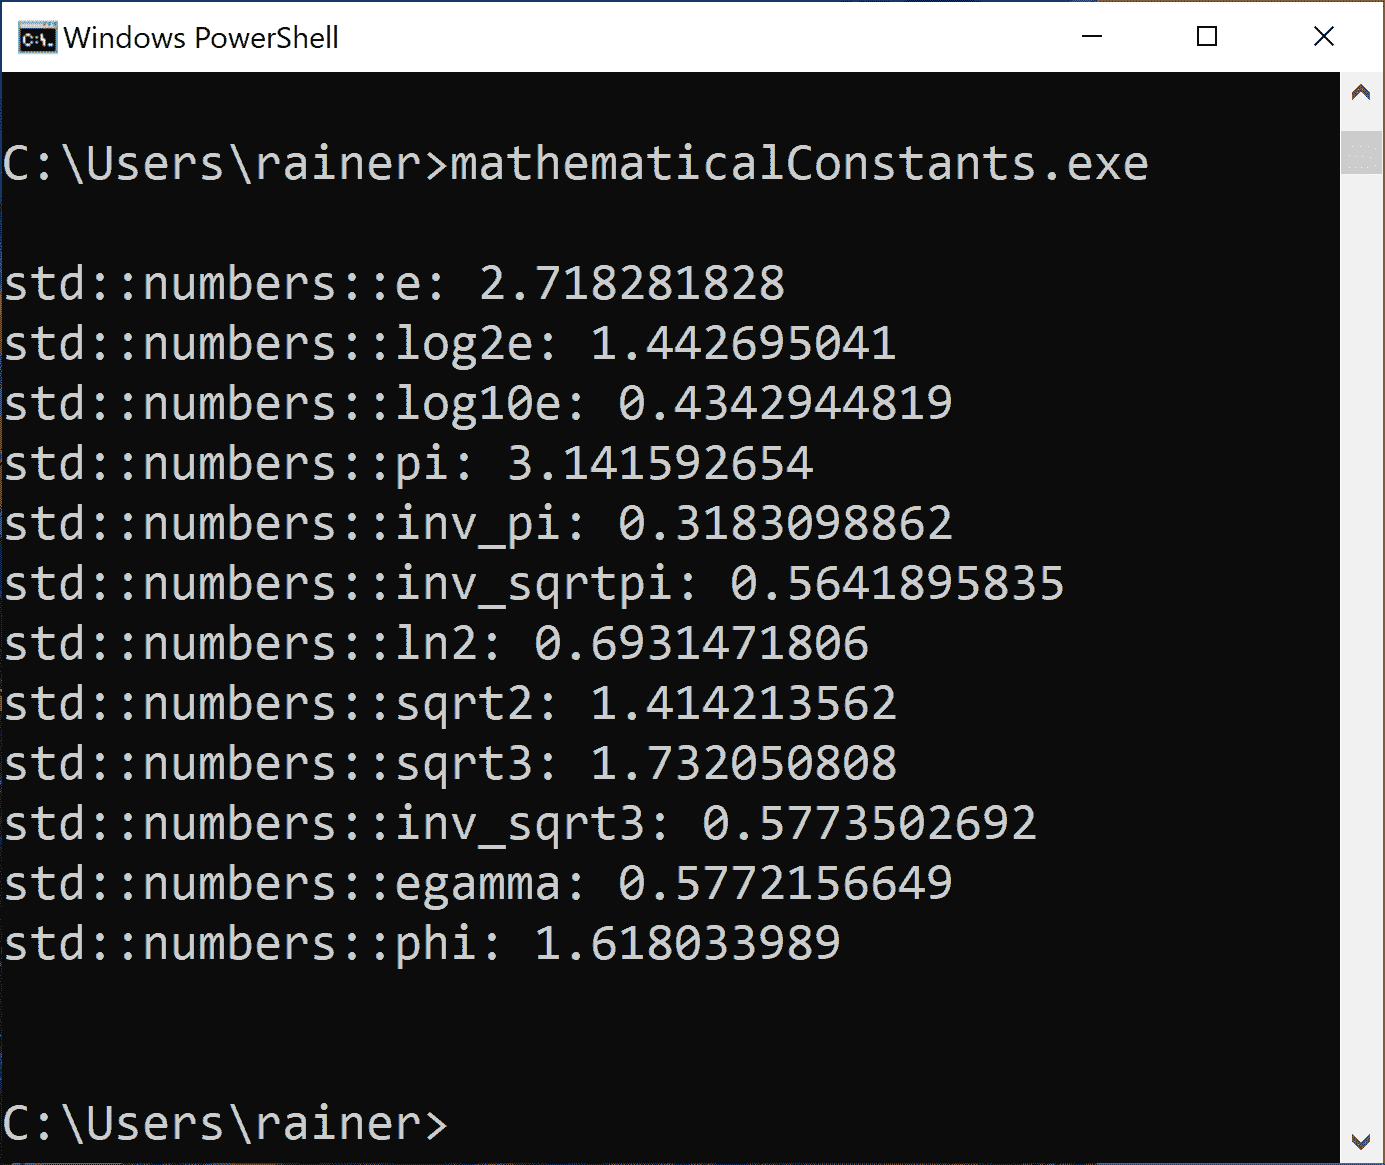 Windows PowerShell
C:\Users\rainer>mathematicalConstants.exe
std::numbers::e: 2.718281828
std::numbers::log2e: 1.442695041
std::numbers::log10e: 0.4342944819
std::numbers::pi: 3.141592654
std::numbers::inv_pi: 0.3183098862
std::numbers::inv_sqrtpi: 0.5641895835
std::numbers::ln2: 0.6931471806
std::numbers::sqrt2: 1.414213562
std::numbers::sqrt3: 1.732050808
std::numbers::inv_sqrt3: 0.5773502692
std::numbers::egamma: 0.5772156649
std::numbers::phi: 1.618033989
C:\Users\rainer>